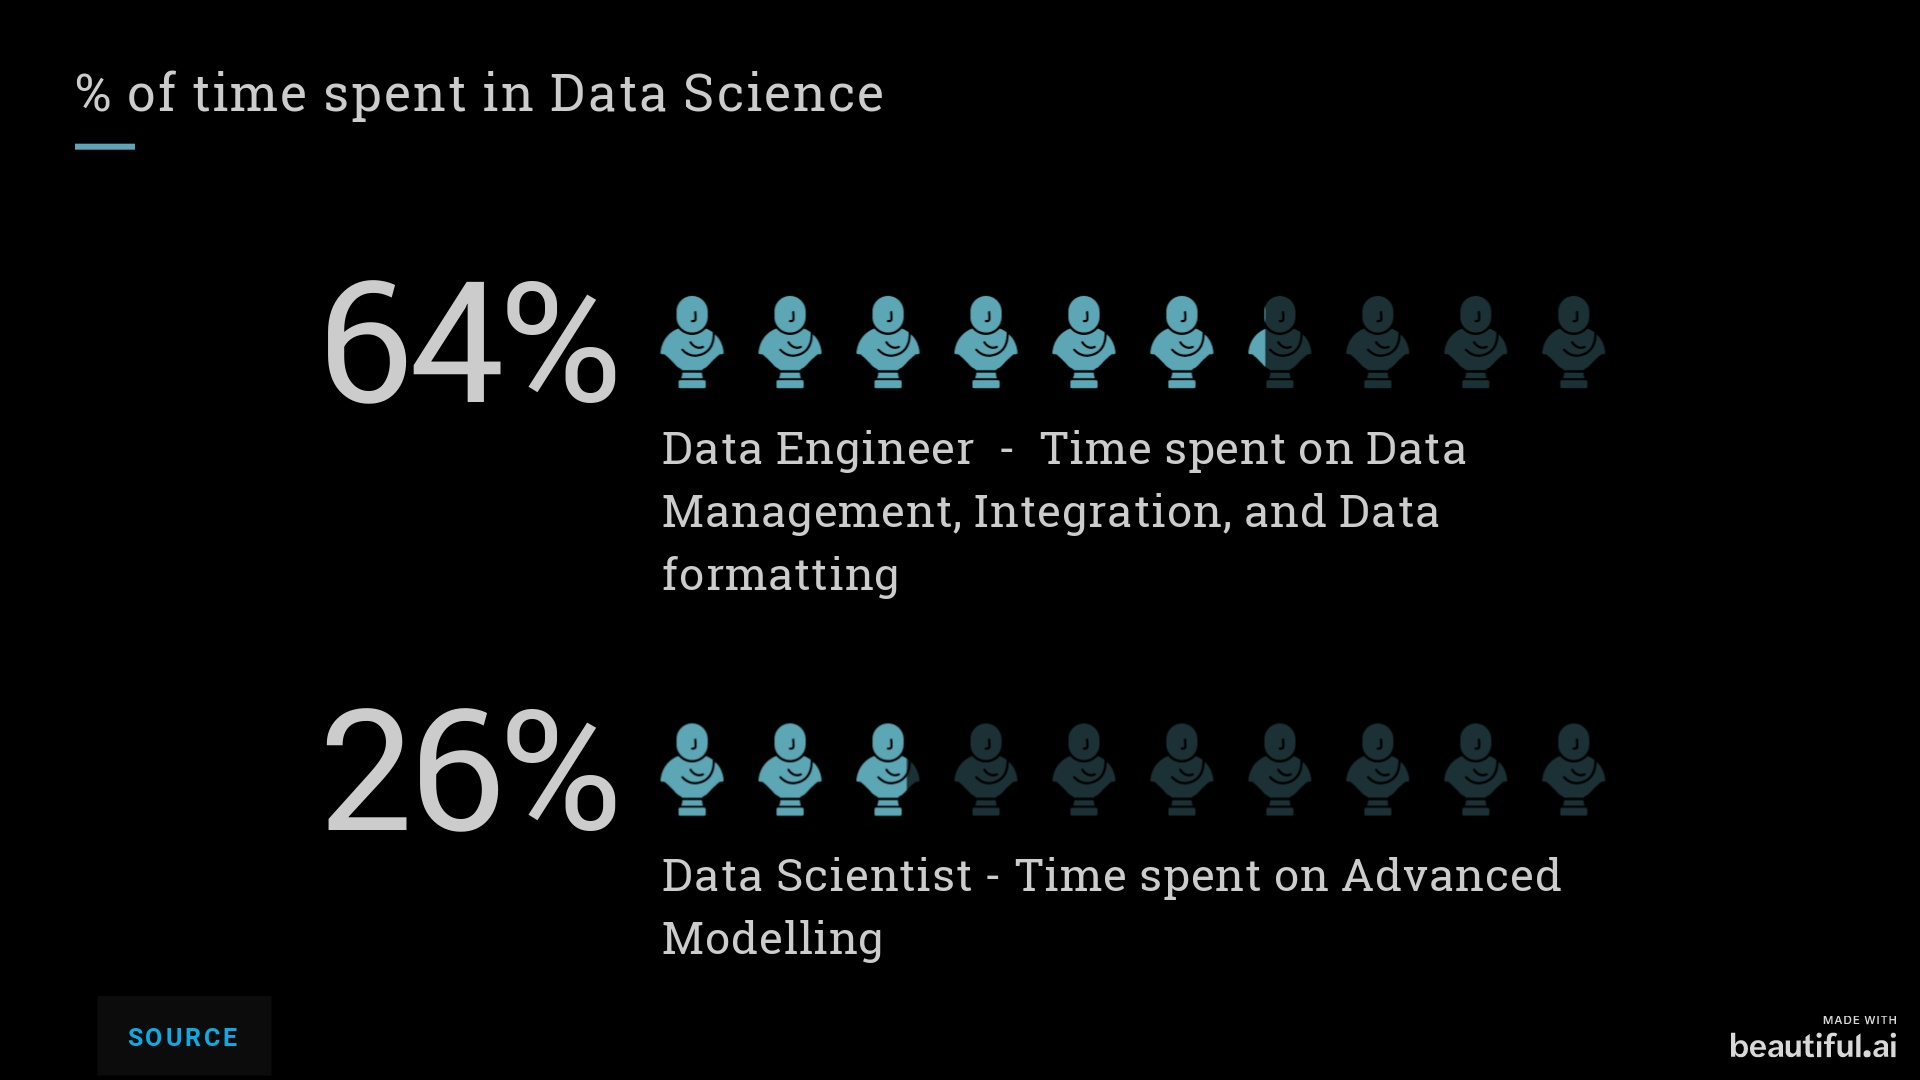 % of time spent in Data Science
64%
Data Engineer - Time spent on Data
Management, Integration, and Data
formatting
26%
Data Scientist - Time spent on Advanced
Modelling
SOURCE
MADE WITH
beautiful.ai